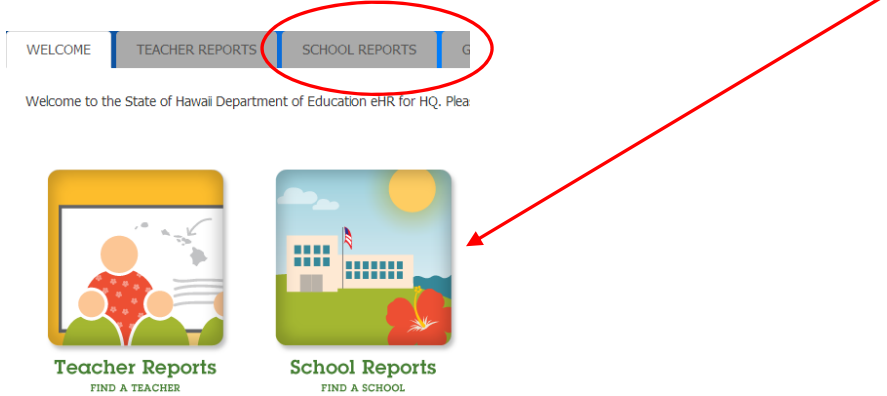 WELCOME TEACHER REPORTS SCHOOL REPORTS G
Welcome to the State of Hawaii Department of Education eHR for HQ. Plea
Teacher Reports School Reports
FIND A TEACHER FIND A SCHOOL